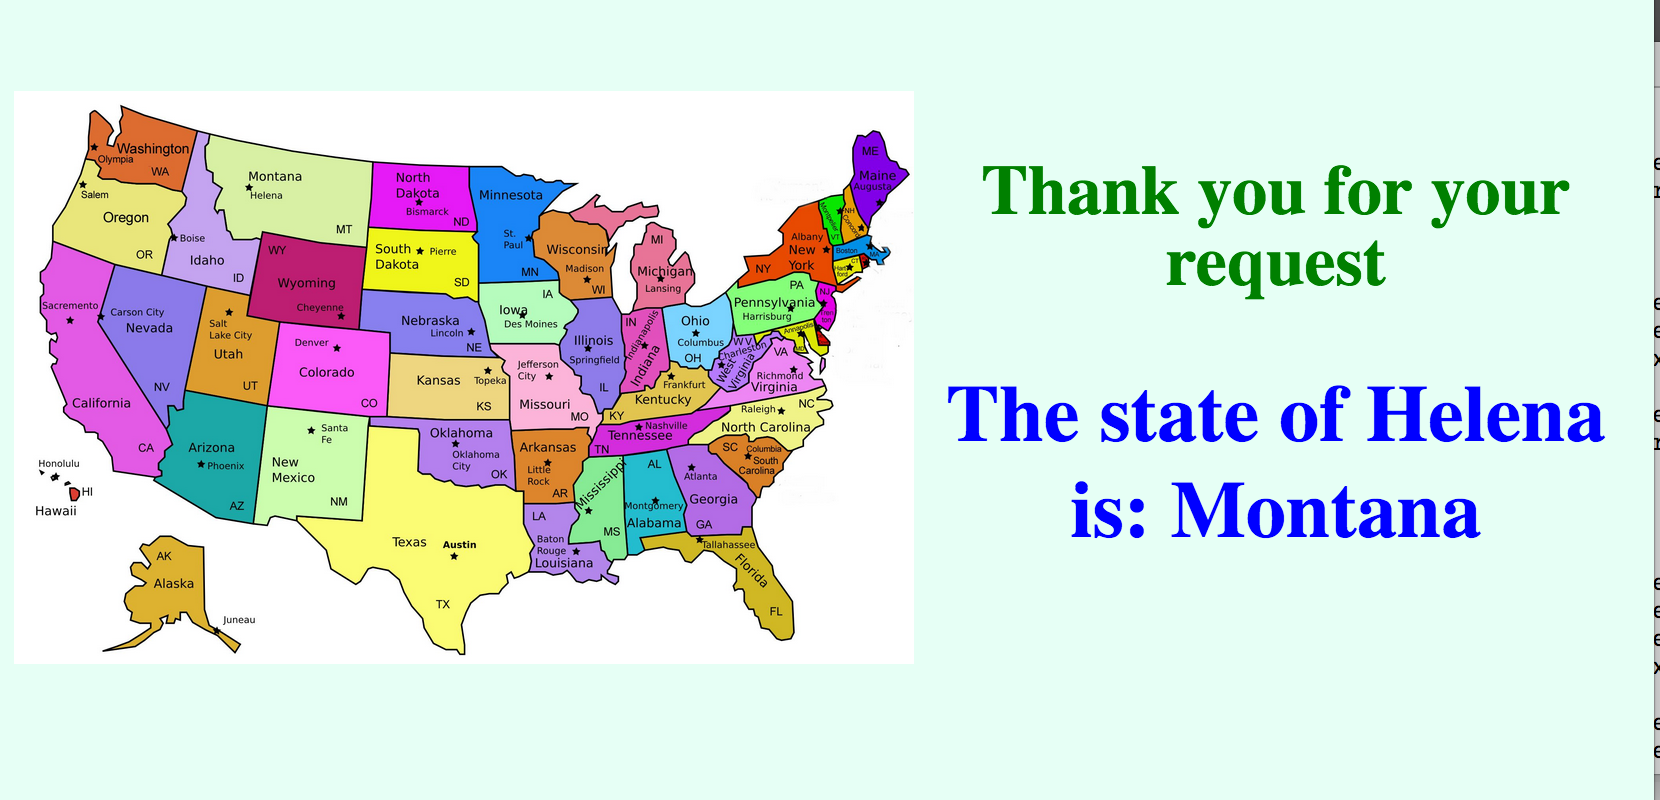 Washington
Olympia
WA
Montana
Helena
MT
North
Dakota
Bismarck
ND
Minnesota
St.
Paul
MN
ME
Maine
Augusta
Salem
Oregon
OR
Boise
Idaho
ID
WY
Wyoming
Cheyenne
South
Dakota
Pierre
SD
Wisconsin
Madison
WI
MI
Michigan
Lansing
Albany
New
York
NY
Montpelier
VT
NH
Concord
Boston
MA
CT
Hart
ford
Sacremento
Carson City
Nevada
NV
California
CA
Salt
Lake City
Utah
UT
Denver
Colorado
CO
Nebraska
Lincoln
NE
Kansas
Topeka
KS
IA
Iowa
Des Moines
Illinois
Springfield
IL
IN
Indianapolis
Indiana
Ohio
Columbus
OH
PA
Pennsylvania
Harrisburg
NJ
Tren
ton
Annapolis
MD
WV
Charleston
West
Virginia
VA
Richmond
Virginia
Jefferson
City
Missouri
MO
Frankfurt
Kentucky
KY
Nashville
Tennessee
TN
Raleigh
NC
North Carolina
SC
Columbia
South
Carolina
Arizona
Phoenix
AZ
Santa
Fe
New
Mexico
NM
Oklahoma
Oklahoma
City
OK
Arkansas
Little
Rock
AR
Mississippi
MS
AL
Montgomery
Alabama
Atlanta
Georgia
GA
Texas
Austin
TX
LA
Baton
Rouge
Louisiana
Tallahassee
Florida
FL
Honolulu
HI
Hawaii
AK
Alaska
Juneau
Thank you for your
request
The state of Helena
is: Montana